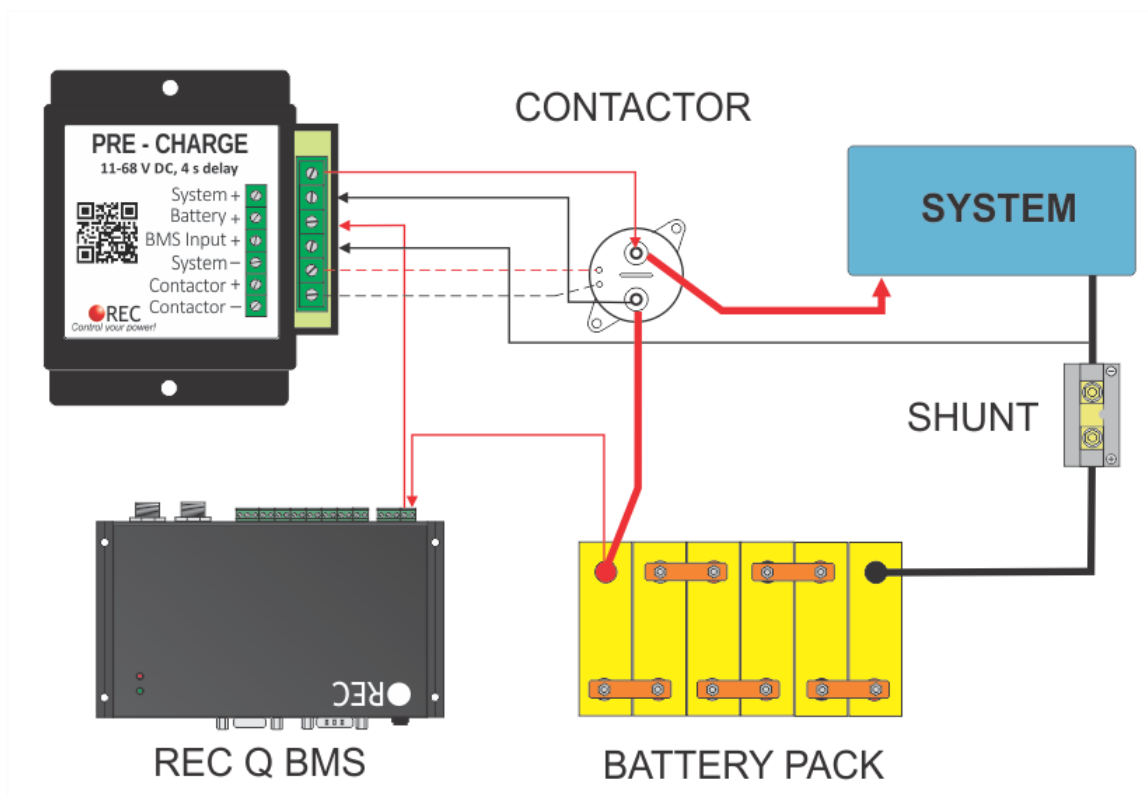 CONTACTOR
PRE - CHARGE
11-68 V DC, 4 s delay
System +
Battery +
BMS Input +
System −
Contactor +
Contactor −
REC
Control your power!
SYSTEM
SHUNT
REC
REC Q BMS
BATTERY PACK